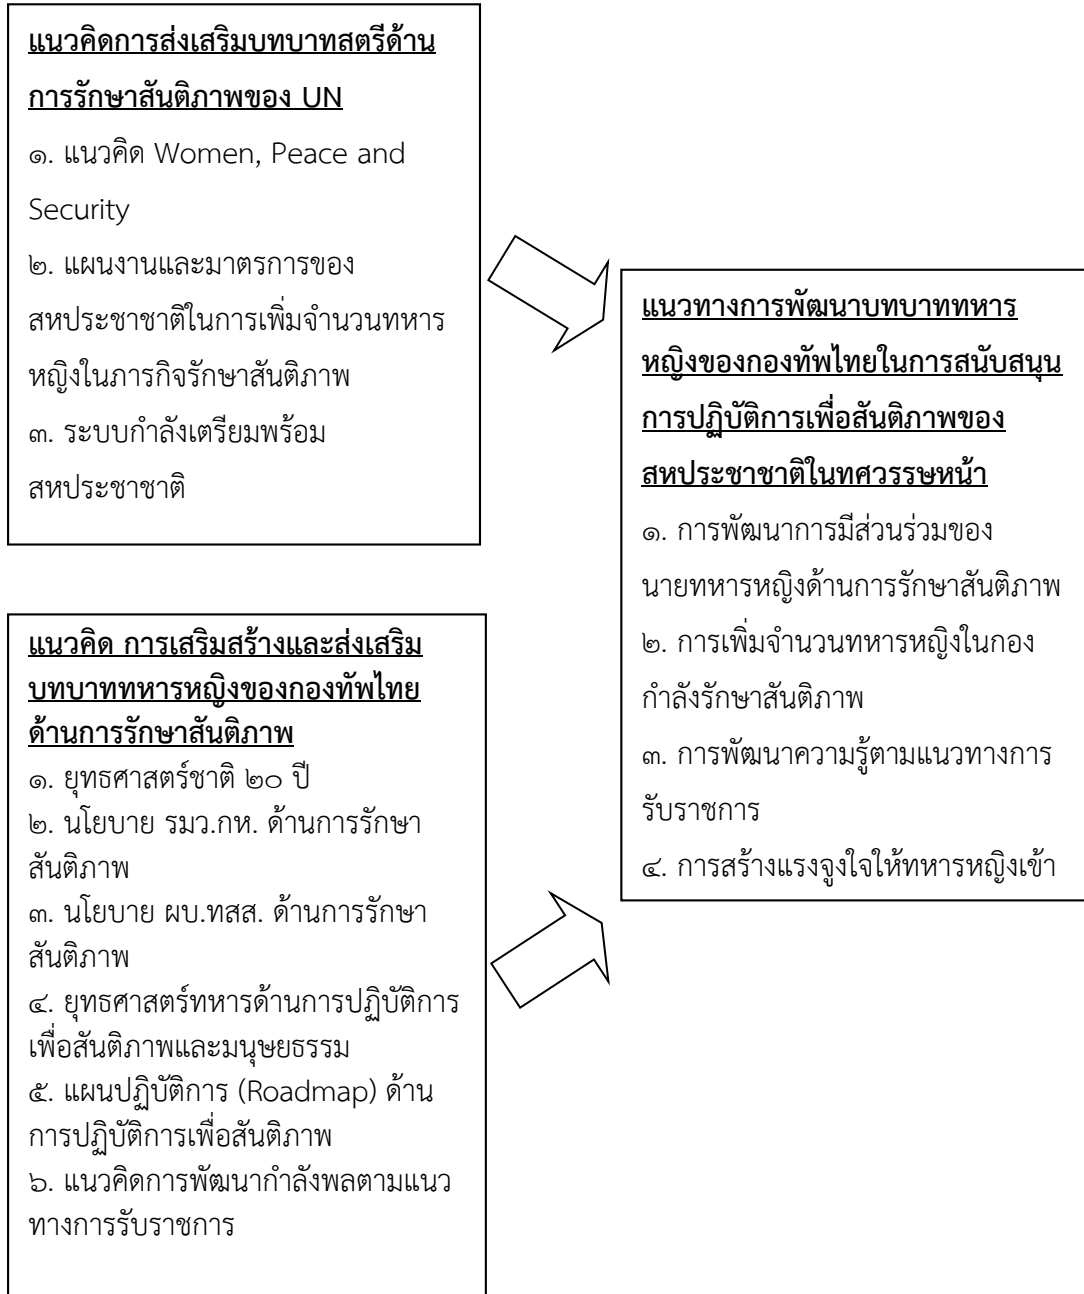 แนวคิดการส่งเสริมบทบาทสตรีด้าน
การรักษาสันติภาพของ UN
๑. แนวคิด Women, Peace and
Security
๒. แผนงานและมาตรการของ
สหประชาชาติในการเพิ่มจำนวนทหาร
หญิงในภารกิจรักษาสันติภาพ
๓. ระบบกำลังเตรียมพร้อม
สหประชาชาติ
แนวคิด การเสริมสร้างและส่งเสริม
บทบาททหารหญิงของกองทัพไทย
ด้านการรักษาสันติภาพ
๑. ยุทธศาสตร์ชาติ ๒๐ ปี
๒. นโยบาย รมว.กห. ด้านการรักษา
สันติภาพ
๓. นโยบาย ผบ.ทสส. ด้านการรักษา
สันติภาพ
๔. ยุทธศาสตร์ทหารด้านการปฏิบัติการ
เพื่อสันติภาพและมนุษยธรรม
๕. แผนปฏิบัติการ (Roadmap) ด้าน
การปฏิบัติการเพื่อสันติภาพ
๖. แนวคิดการพัฒนากำลังพลตามแนว
ทางการรับราชการ
แนวทางการพัฒนาบทบาททหาร
หญิงของกองทัพไทยในการสนับสนุน
การปฏิบัติการเพื่อสันติภาพของ
สหประชาชาติในทศวรรษหน้า
๑. การพัฒนาการมีส่วนร่วมของ
นายทหารหญิงด้านการรักษาสันติภาพ
๒. การเพิ่มจำนวนทหารหญิงในกอง
กำลังรักษาสันติภาพ
๓. การพัฒนาความรู้ตามแนวทางการ
รับราชการ
๔. การสร้างแรงจูงใจให้ทหารหญิงเข้า